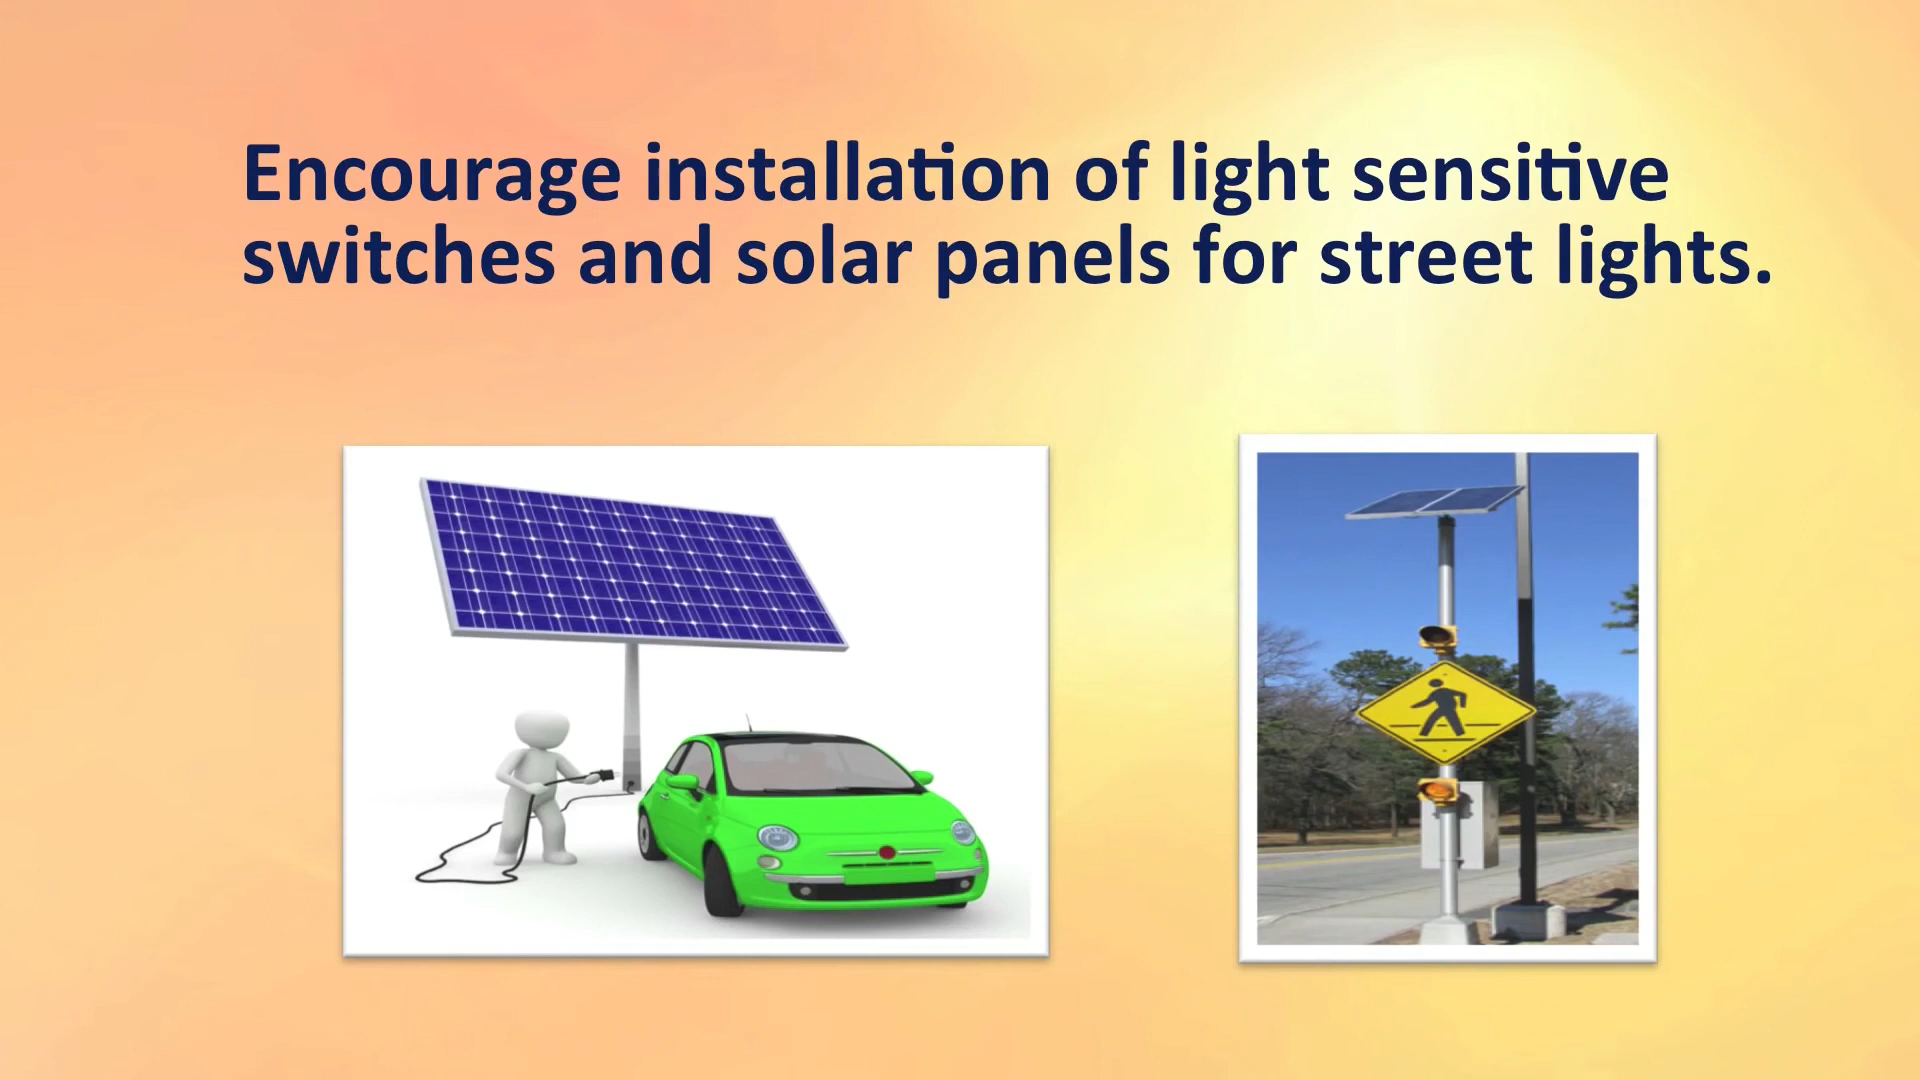 Encourage installation of light sensitive
switches and solar panels for street lights.